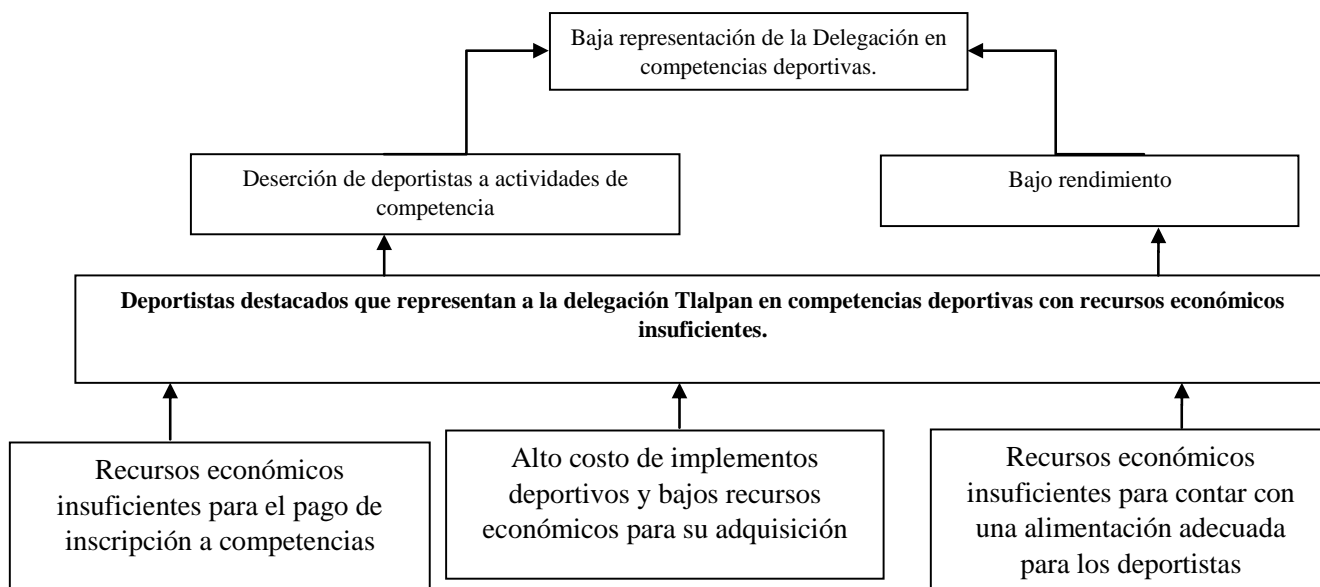 Baja representación de la Delegación en
competencias deportivas.
Deserción de deportistas a actividades de
competencia
Bajo rendimiento
Deportistas destacados que representan a la delegación Tlalpan en competencias deportivas con recursos económicos
insuficientes.
Recursos económicos
insuficientes para el pago de
inscripción a competencias
Alto costo de implementos
deportivos y bajos recursos
económicos para su adquisición
Recursos económicos
insuficientes para contar con
una alimentación adecuada
para los deportistas